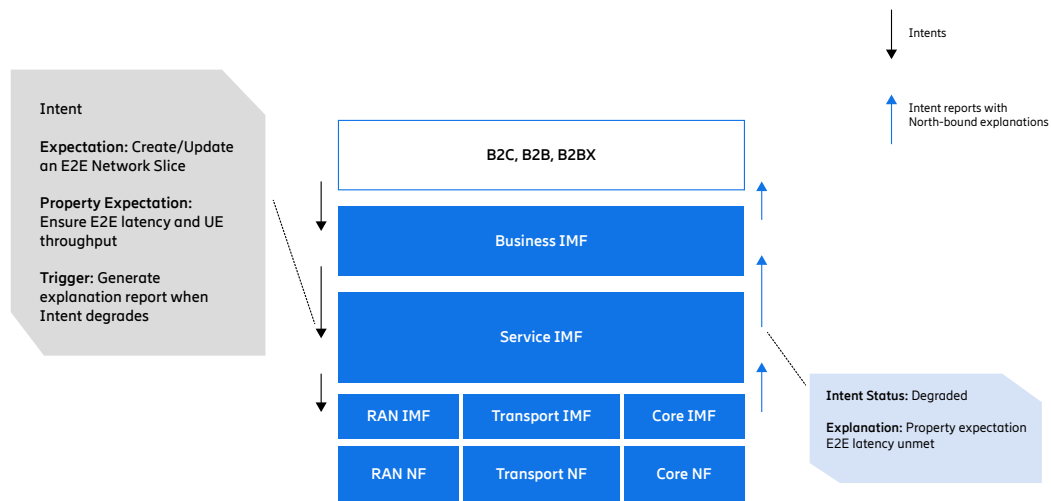 Intents
Intent reports with
North-bound explanations
Intent
Expectation: Create/Update
an E2E Network Slice
Property Expectation:
Ensure E2E latency and UE
throughput
Trigger: Generate
explanation report when
Intent degrades
B2C, B2B, B2BX
Business IMF
Service IMF
RAN IMF
Transport IMF
Core IMF
RAN NF
Transport NF
Core NF
Intent Status: Degraded
Explanation: Property expectation
E2E latency unmet